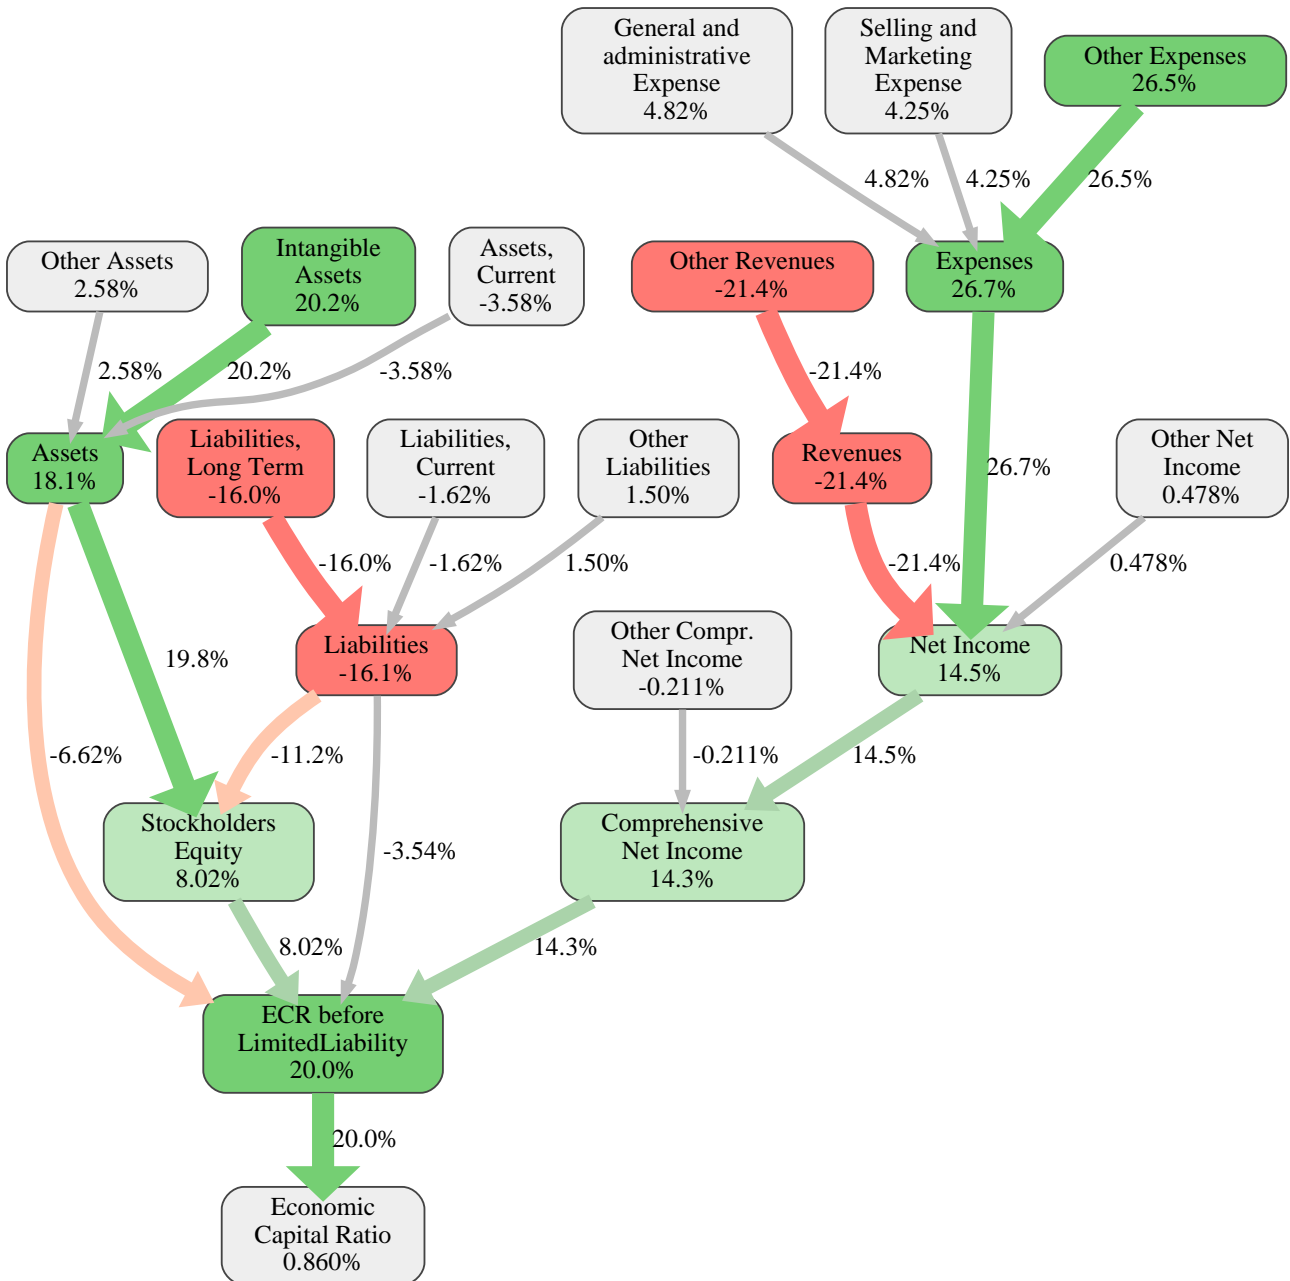 General and
administrative
Expense
4.82%
Selling and
Marketing
Expense
4.25%
Other Expenses
26.5%
4.82%
4.25%
26.5%
Other Assets
2.58%
Intangible
Assets
20.2%
Assets,
Current
-3.58%
Other Revenues
-21.4%
Expenses
26.7%
2.58%
20.2%
-3.58%
-21.4%
26.7%
Assets
18.1%
Liabilities,
Long Term
-16.0%
Liabilities,
Current
-1.62%
Other
Liabilities
1.50%
Revenues
-21.4%
Other Net
Income
0.478%
-16.0%
-1.62%
1.50%
-21.4%
0.478%
19.8%
Liabilities
-16.1%
Other Compr.
Net Income
-0.211%
Net Income
14.5%
-6.62%
-11.2%
-0.211%
14.5%
Stockholders
Equity
8.02%
-3.54%
Comprehensive
Net Income
14.3%
8.02%
14.3%
ECR before
LimitedLiability
20.0%
20.0%
Economic
Capital Ratio
0.860%